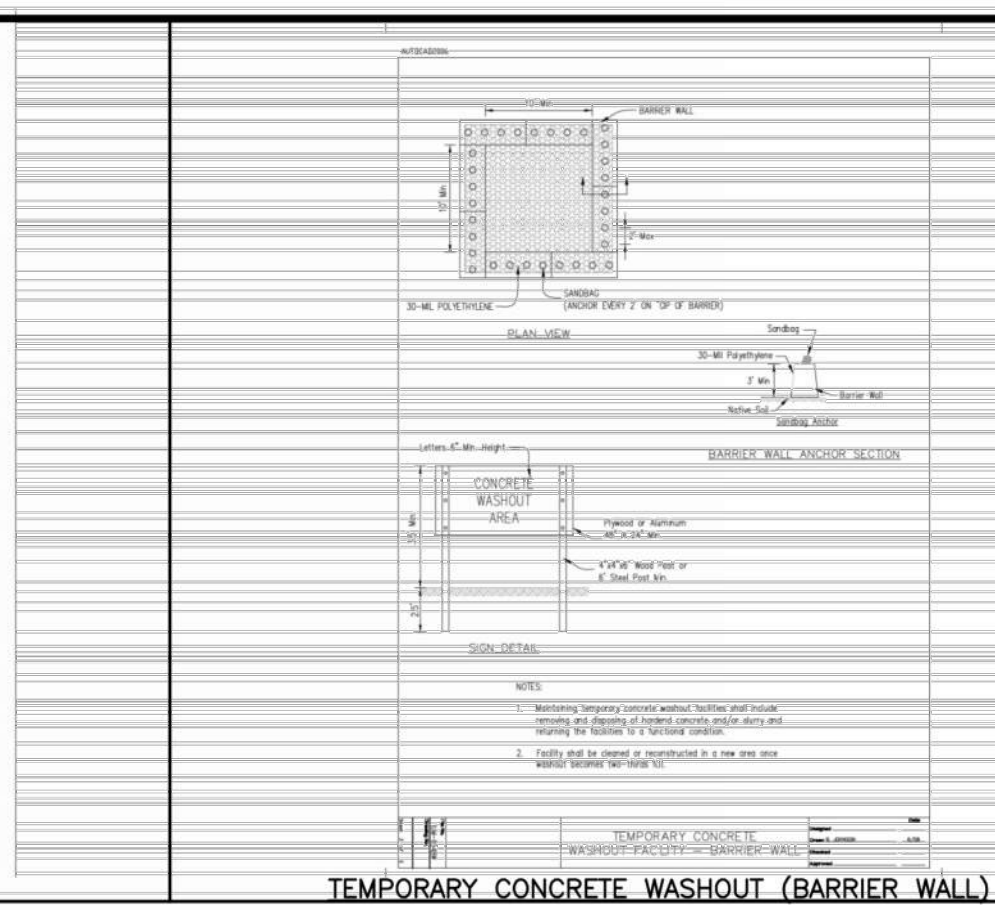 AUTOCAD2006
10' Min
BARRIER WALL
10' Min
2' Max
SANDBAG
30-MIL POLYETHYLENE
(ANCHOR EVERY 2' ON TOP OF BARRIER)
PLAN VIEW
Sandbag
30-Mil Polyethylene
3' Min
Barrier Wall
Native Soil
Sandbag Anchor
BARRIER WALL ANCHOR SECTION
Letters 6" Min. Height
CONCRETE
WASHOUT
AREA
Plywood or Aluminum
48" x 24" Min
4"x4"x6' Wood Post or
6' Steel Post Min
SIGN DETAIL
NOTES:
1. Maintaining temporary concrete washout facilities shall include
removing and disposing of hardend concrete and/or slurry and
returning the facilities to a functional condition.
2. Facility shall be cleaned or reconstructed in a new area once
washout becomes two-thirds full.
TEMPORARY CONCRETE
WASHOUT FACILITY - BARRIER WALL
Date
Designed
Drawn
Checked
Approved
TEMPORARY CONCRETE WASHOUT (BARRIER WALL)